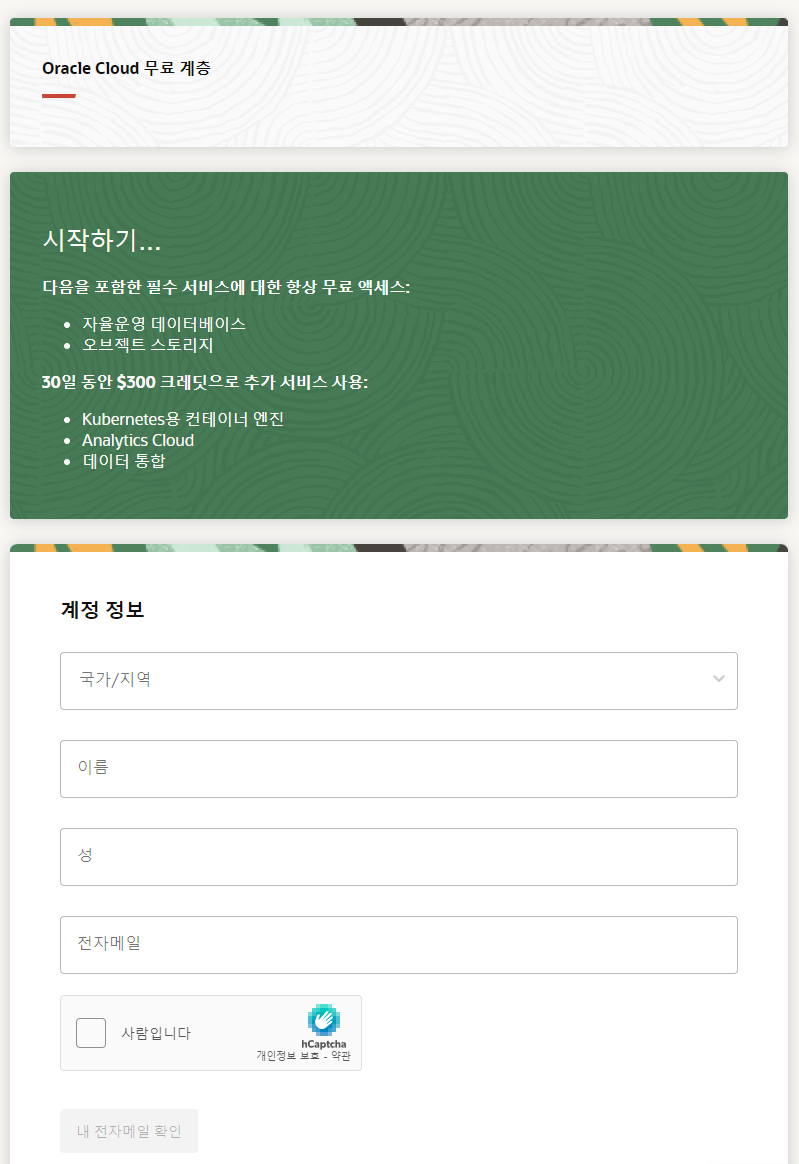 Oracle Cloud 무료 계층
시작하기...
다음을 포함한 필수 서비스에 대한 항상 무료 액세스:
자율운영 데이터베이스
오브젝트 스토리지
30일 동안 $300 크레딧으로 추가 서비스 사용:
Kubernetes용 컨테이너 엔진
Analytics Cloud
데이터 통합
계정 정보
국가/지역
이름
성
전자메일
사람입니다
hCaptcha
개인정보 보호 - 약관
내 전자메일 확인